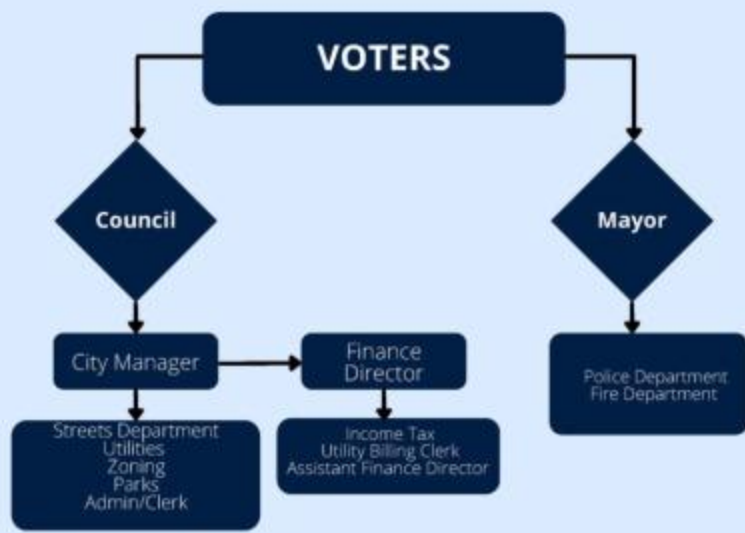 VOTERS
Council
Mayor
City Manager
Finance
Director
Police Department
Fire Department
Streets Department
Utilities
Zoning
Parks
Admin/Clerk
Income Tax
Utility Billing Clerk
Assistant Finance Director